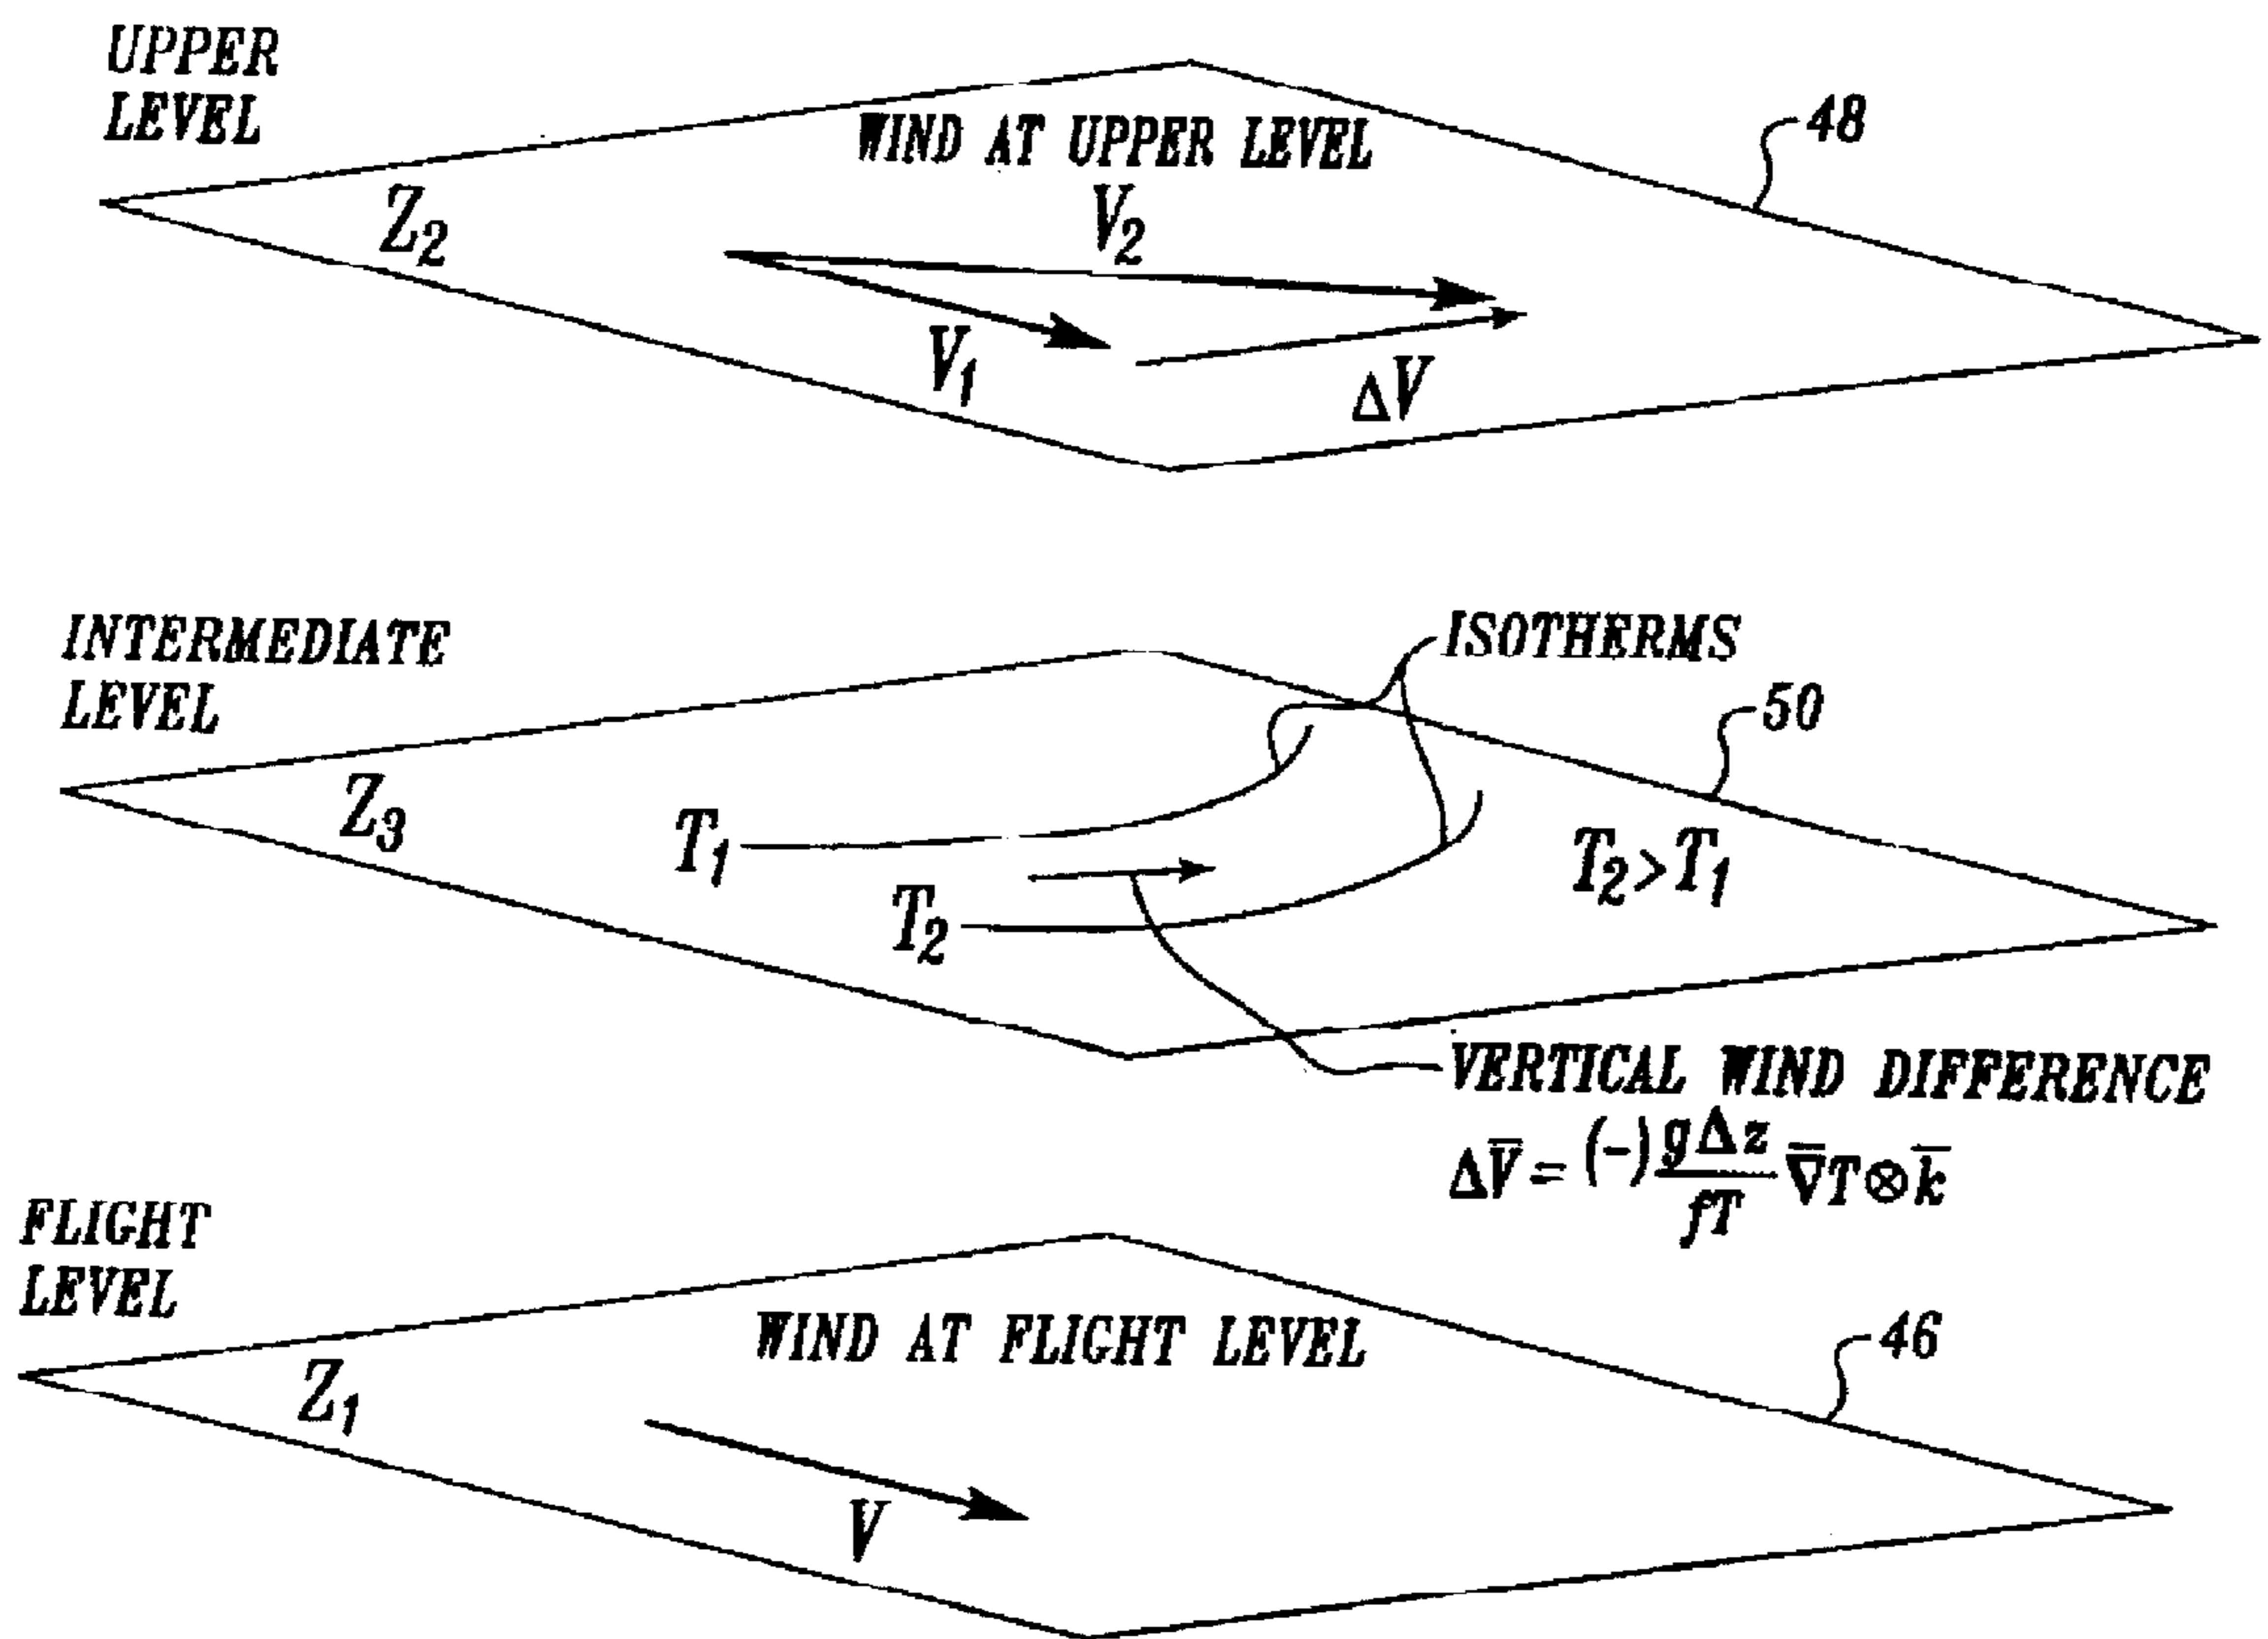 UPPER
LEVEL
WIND AT UPPER LEVEL
48
Z2
V2
V1
ΔV
INTERMEDIATE
LEVEL
ISOTHERMS
50
Z3
T1
T2
T2>T1
VERTICAL WIND DIFFERENCE
ΔV̅ = (-) gΔz/fT ∇̅T⊗k̅
FLIGHT
LEVEL
WIND AT FLIGHT LEVEL
46
Z1
V